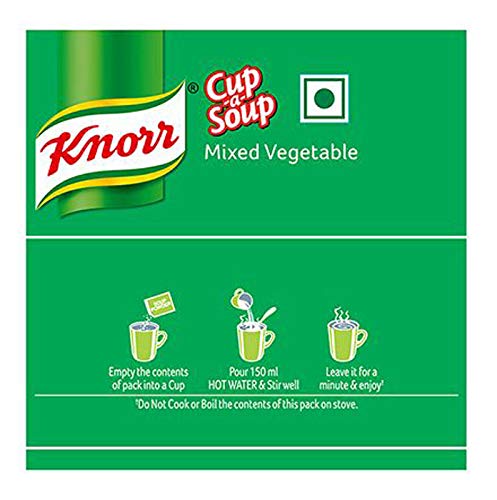 Knorr®
Cup
-a-
Soup
Mixed Vegetable
Empty the contents
of pack into a Cup
Pour 150 ml
HOT WATER & Stir well
Leave it for a
minute & enjoy!
!Do Not Cook or Boil the contents of this pack on stove.